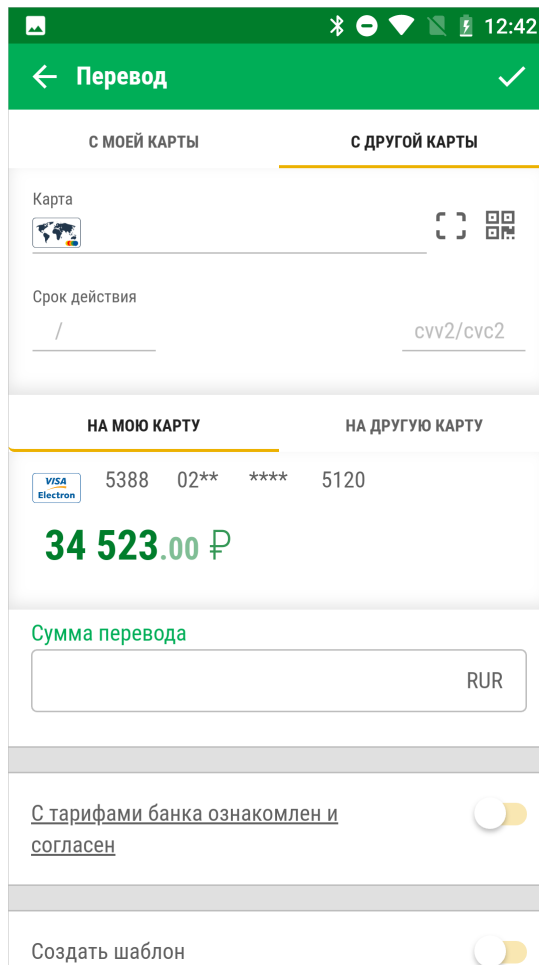 12:42
Перевод
С МОЕЙ КАРТЫ С ДРУГОЙ КАРТЫ
Карта
Срок действия
/ cvv2/cvc2
НА МОЮ КАРТУ НА ДРУГУЮ КАРТУ
VISA
Electron
5388 02** **** 5120
34 523.00 ₽
Сумма перевода
RUR
С тарифами банка ознакомлен и
согласен
Создать шаблон